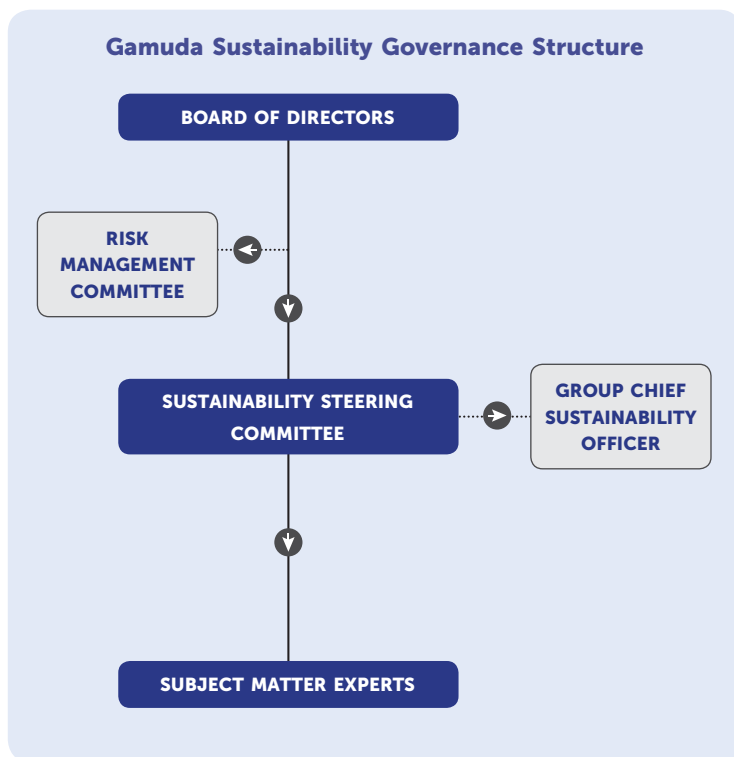 Gamuda Sustainability Governance Structure
BOARD OF DIRECTORS
RISK
MANAGEMENT
COMMITTEE
SUSTAINABILITY STEERING
COMMITTEE
GROUP CHIEF
SUSTAINABILITY
OFFICER
SUBJECT MATTER EXPERTS